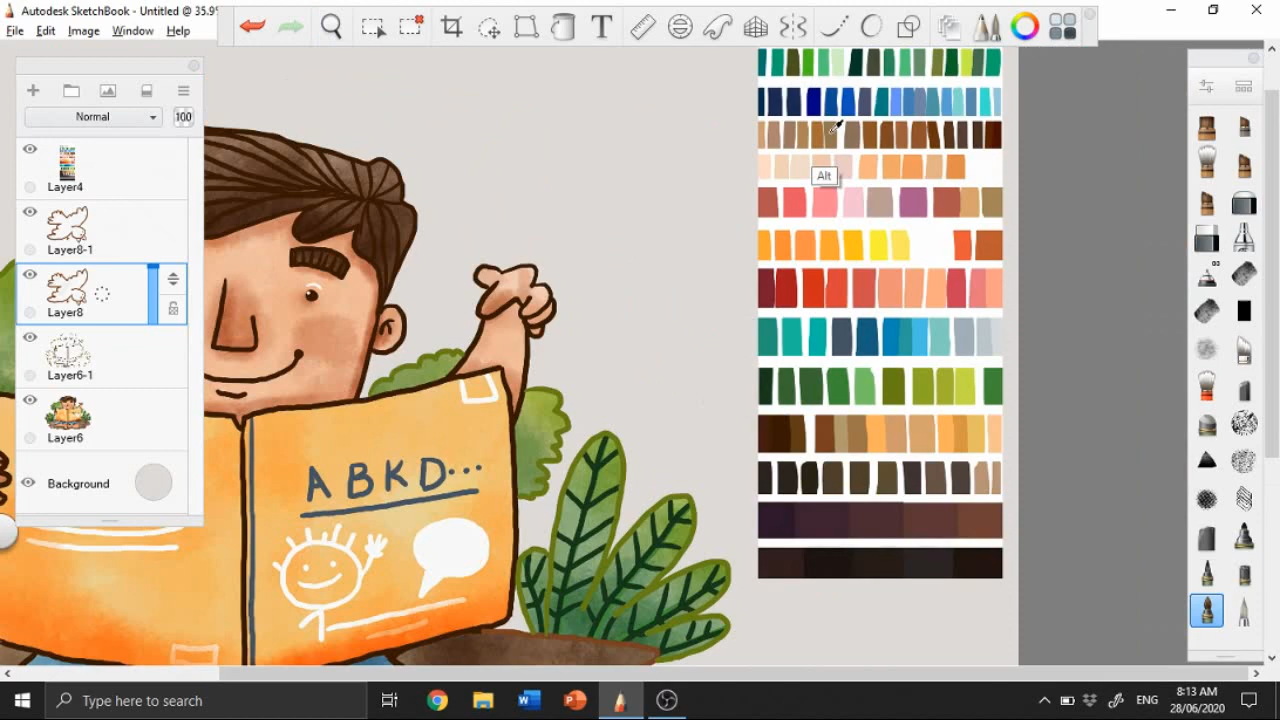 Autodesk SketchBook - Untitled @ 35.9%
File Edit Image Window Help
T
Normal
100
Layer4
Layer8-1
Layer8
Layer6-1
Layer6
Background
Alt
ABKD...
Type here to search
ENG
8:13 AM
28/06/2020